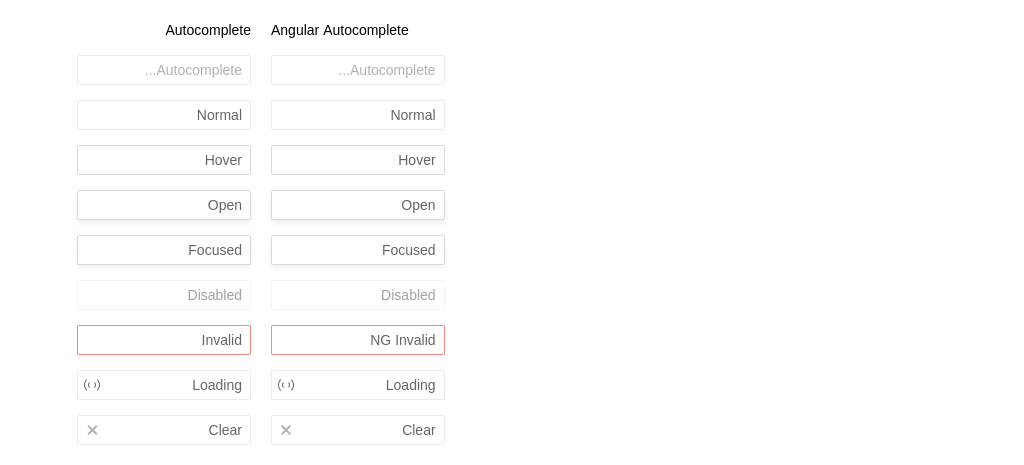 Autocomplete Angular Autocomplete
...Autocomplete ...Autocomplete
Normal Normal
Hover Hover
Open Open
Focused Focused
Disabled Disabled
Invalid NG Invalid
Loading Loading
Clear Clear